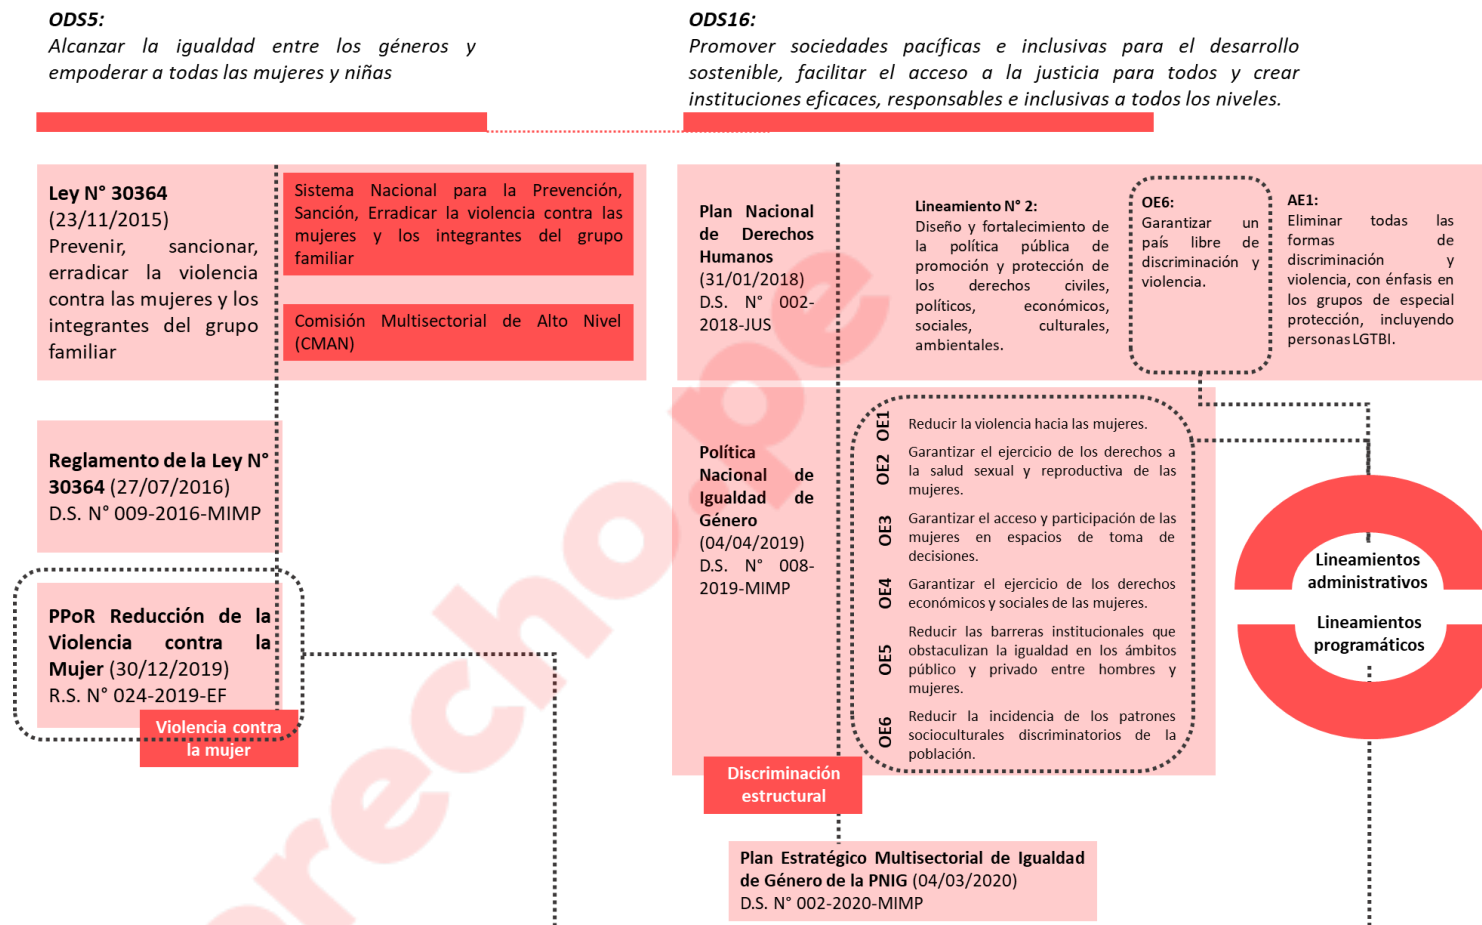 ODS5:
Alcanzar la igualdad entre los géneros y
empoderar a todas las mujeres y niñas
ODS16:
Promover sociedades pacíficas e inclusivas para el desarrollo
sostenible, facilitar el acceso a la justicia para todos y crear
instituciones eficaces, responsables e inclusivas a todos los niveles.
Ley N° 30364
(23/11/2015)
Prevenir, sancionar,
erradicar la violencia
contra las mujeres y los
integrantes del grupo
familiar
Sistema Nacional para la Prevención,
Sanción, Erradicar la violencia contra las
mujeres y los integrantes del grupo
familiar
Comisión Multisectorial de Alto Nivel
(CMAN)
Reglamento de la Ley N°
30364 (27/07/2016)
D.S. N° 009-2016-MIMP
PPoR Reducción de la
Violencia contra la
Mujer (30/12/2019)
R.S. N° 024-2019-EF
Violencia contra
la mujer
Plan Nacional
de Derechos
Humanos
(31/01/2018)
D.S. N° 002-
2018-JUS
Lineamiento N° 2:
Diseño y fortalecimiento de
la política pública de
promoción y protección de
los derechos civiles,
políticos, económicos,
sociales, culturales,
ambientales.
OE6:
Garantizar un
país libre de
discriminación y
violencia.
AE1:
Eliminar todas las
formas de
discriminación y
violencia, con énfasis en
los grupos de especial
protección, incluyendo
personas LGTBI.
Política
Nacional de
Igualdad de
Género
(04/04/2019)
D.S. N° 008-
2019-MIMP
OE1
Reducir la violencia hacia las mujeres.
OE2
Garantizar el ejercicio de los derechos a
la salud sexual y reproductiva de las
mujeres.
OE3
Garantizar el acceso y participación de las
mujeres en espacios de toma de
decisiones.
OE4
Garantizar el ejercicio de los derechos
económicos y sociales de las mujeres.
OE5
Reducir las barreras institucionales que
obstaculizan la igualdad en los ámbitos
público y privado entre hombres y
mujeres.
OE6
Reducir la incidencia de los patrones
socioculturales discriminatorios de la
población.
Discriminación
estructural
Plan Estratégico Multisectorial de Igualdad
de Género de la PNIG (04/03/2020)
D.S. N° 002-2020-MIMP
Lineamientos
administrativos
Lineamientos
programáticos
recho.pe